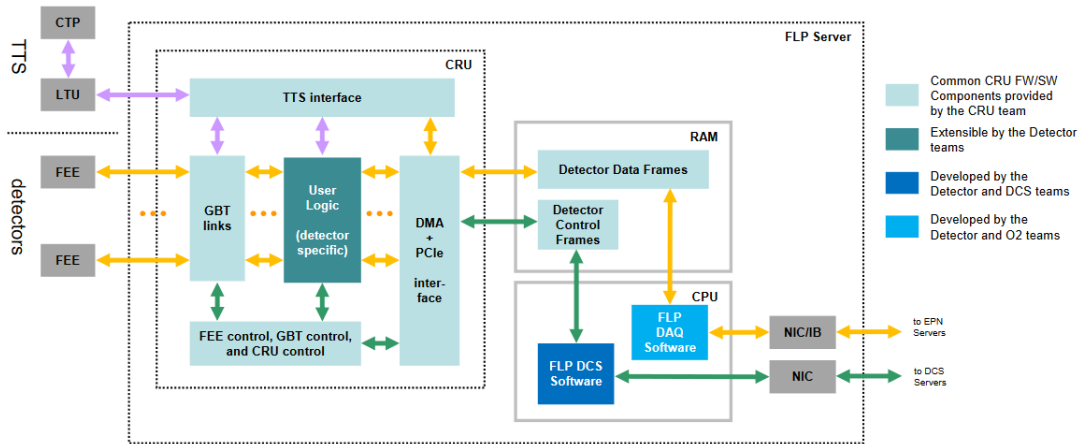 TTS
CTP
LTU
detectors
FEE
FEE
FLP Server
CRU
TTS interface
GBT
links
User
Logic
(detector
specific)
DMA
+
PCIe
inter-
face
FEE control, GBT control,
and CRU control
RAM
Detector Data Frames
Detector
Control
Frames
CPU
FLP
DAQ
Software
FLP DCS
Software
NIC/IB
NIC
to EPN
Servers
to DCS
Servers
Common CRU FW/SW
Components provided
by the CRU team
Extensible by the Detector
teams
Developed by the
Detector and DCS teams
Developed by the
Detector and O2 teams